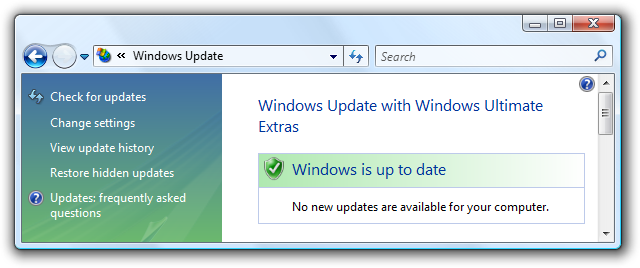 « Windows Update
Search
Check for updates
Change settings
View update history
Restore hidden updates
Updates: frequently asked
questions
Windows Update with Windows Ultimate
Extras
Windows is up to date
No new updates are available for your computer.